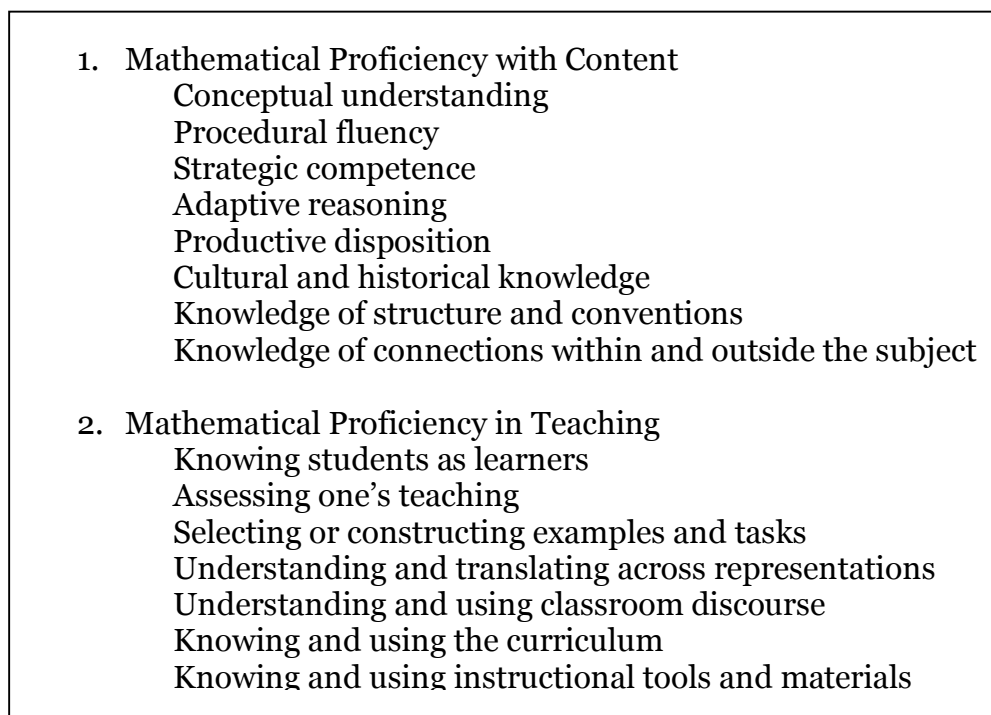 1. Mathematical Proficiency with Content
Conceptual understanding
Procedural fluency
Strategic competence
Adaptive reasoning
Productive disposition
Cultural and historical knowledge
Knowledge of structure and conventions
Knowledge of connections within and outside the subject
2. Mathematical Proficiency in Teaching
Knowing students as learners
Assessing one’s teaching
Selecting or constructing examples and tasks
Understanding and translating across representations
Understanding and using classroom discourse
Knowing and using the curriculum
Knowing and using instructional tools and materials